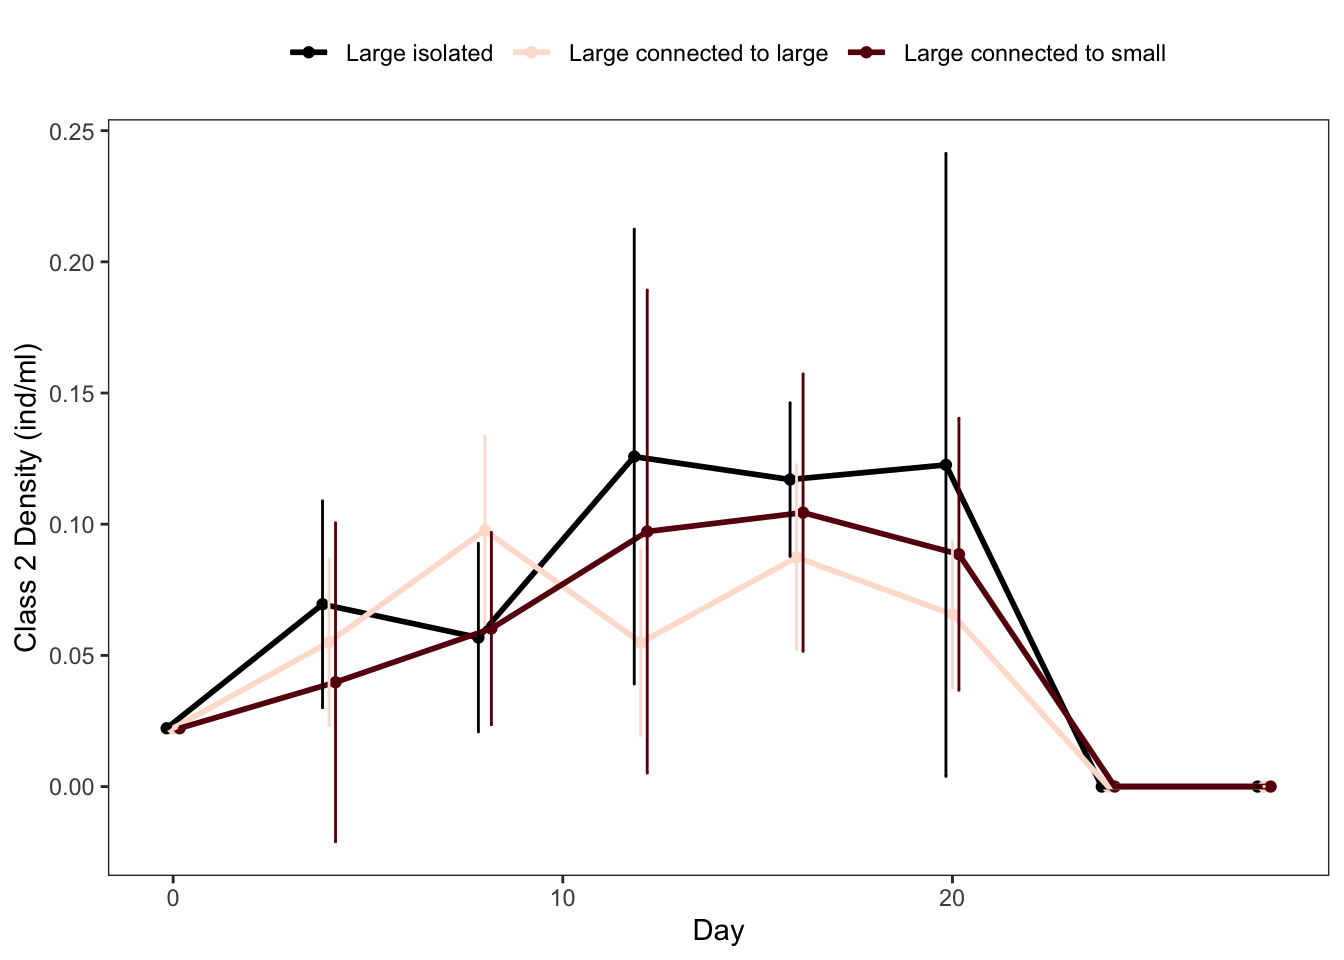 Large isolated Large connected to large Large connected to small
0.25
0.20
0.15
0.10
0.05
0.00
Class 2 Density (ind/ml)
0 10 20
Day